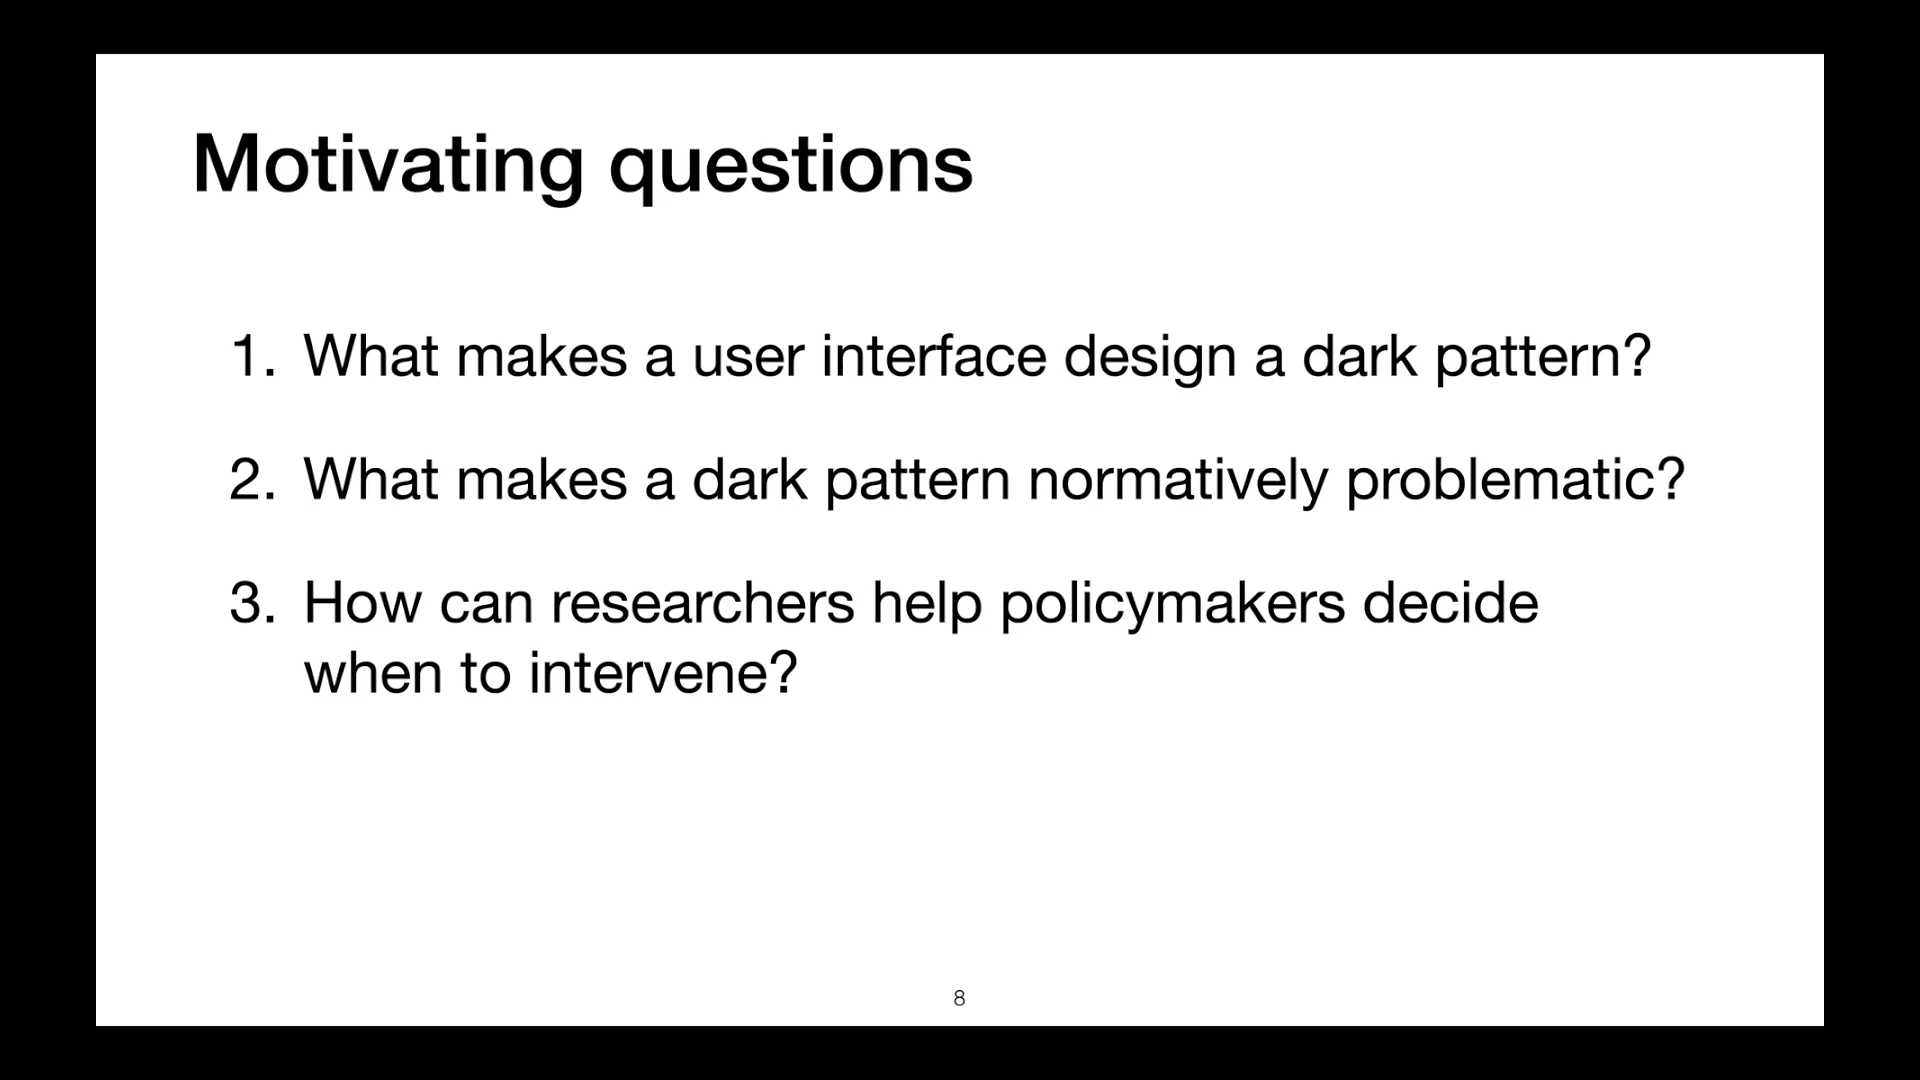 Motivating questions
1. What makes a user interface design a dark pattern?
2. What makes a dark pattern normatively problematic?
3. How can researchers help policymakers decide
when to intervene?
8